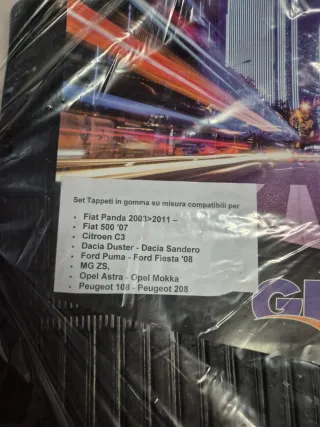 Set Tappeti in gomma su misura compatibili per
• Fiat Panda 2003>2011 –
• Fiat 500 '07
• Citroen C3
• Dacia Duster - Dacia Sandero
• Ford Puma - Ford Fiesta '08
• MG ZS,
• Opel Astra - Opel Mokka
• Peugeot 108 - Peugeot 208